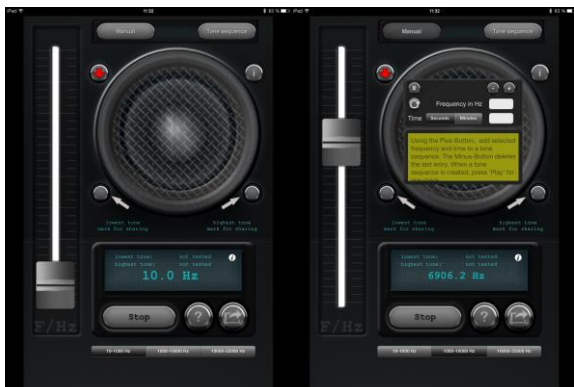 iPad
11:32
83 %
Manual
Tone sequence
i
lowest tone
mark for sharing
highest tone
mark for sharing
lowest tone: not tested
highest tone: not tested
i
10.0 Hz
F/Hz
Stop
?
10-1000 Hz
1000-10000 Hz
10000-20000 Hz
iPad
11:32
83 %
Manual
Tone sequence
i
X
-
+
Frequency in Hz
Time
Seconds
Minutes
Using the Plus-Button, add selected
frequency and time to a tone
sequence. The Minus-Button deletes
the last entry. When a tone
sequence is created, press 'Play' for
lowest tone
mark for sharing
highest tone
mark for sharing
lowest tone: not tested
highest tone: not tested
i
6906.2 Hz
F/Hz
Stop
?
10-1000 Hz
1000-10000 Hz
10000-20000 Hz